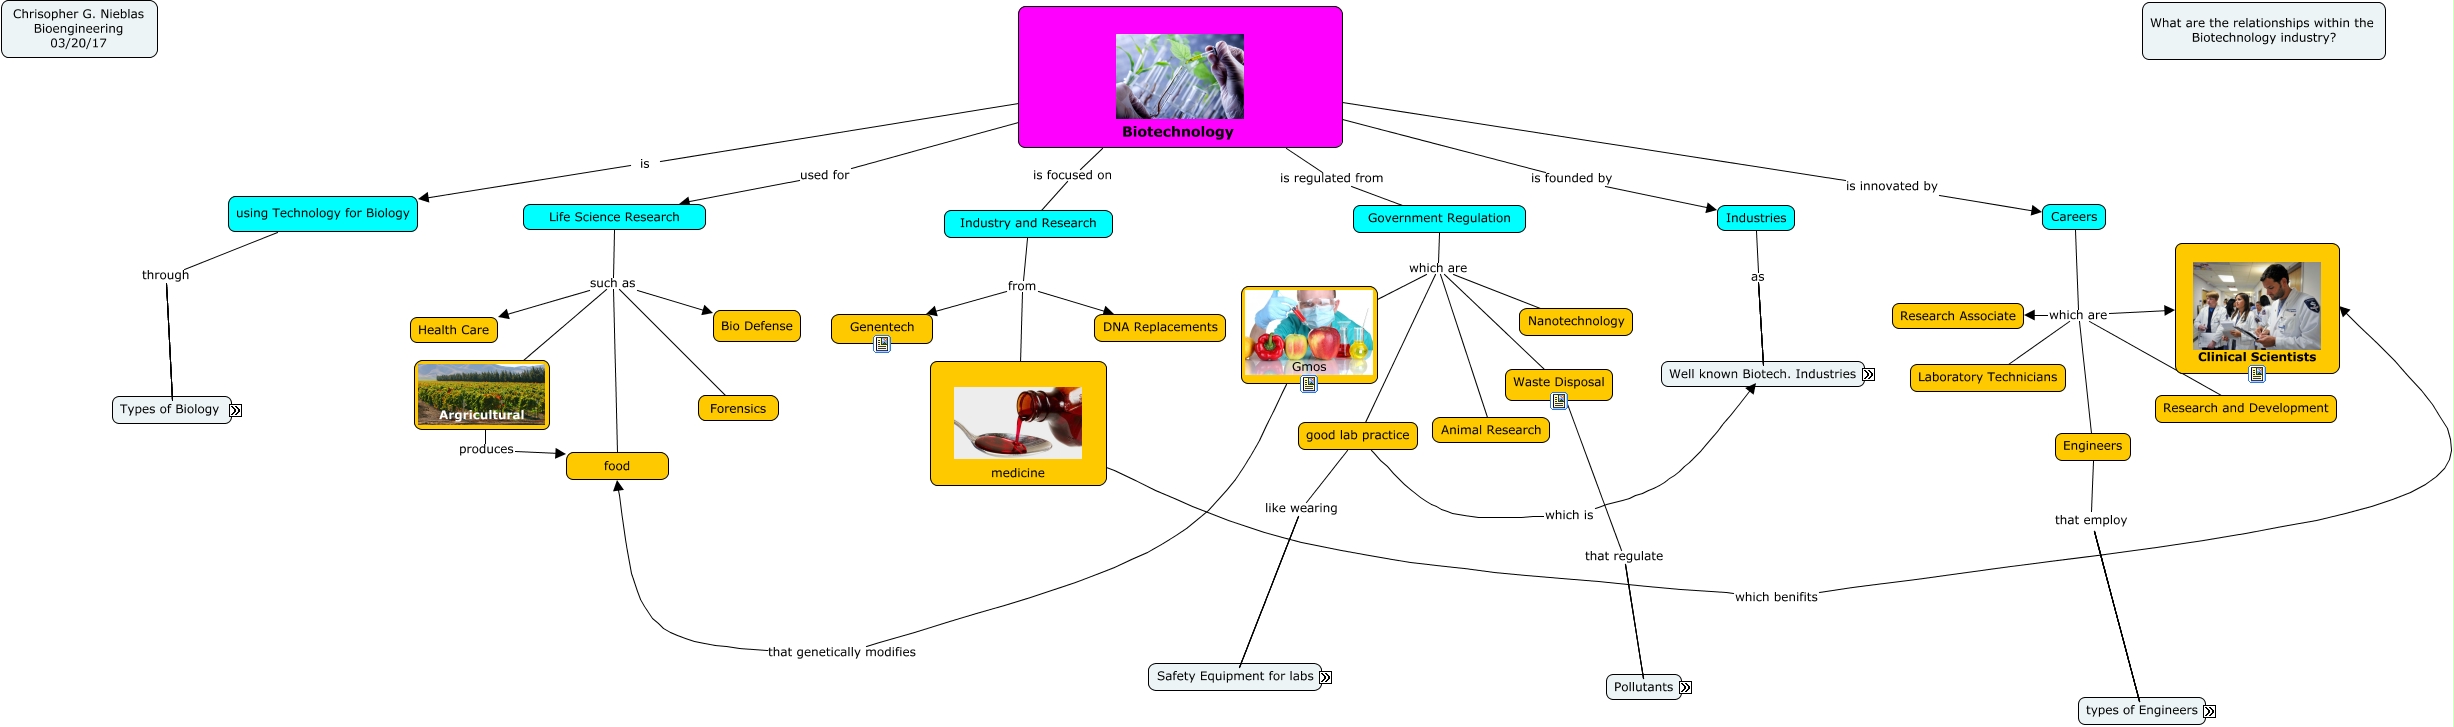 Chrisopher G. Nieblas
Bioengineering
03/20/17
What are the relationships within the
Biotechnology industry?
Biotechnology
is
used for
is focused on
is regulated from
is founded by
is innovated by
using Technology for Biology
Life Science Research
Industry and Research
Government Regulation
Industries
Careers
through
such as
from
which are
as
which are
Health Care
Bio Defense
Genentech
DNA Replacements
Gmos
Nanotechnology
Research Associate
Clinical Scientists
Types of Biology
Argricultural
Forensics
medicine
good lab practice
Animal Research
Waste Disposal
Well known Biotech. Industries
Laboratory Technicians
Research and Development
Engineers
produces
food
like wearing
which is
that regulate
that employ
which benifits
that genetically modifies
Safety Equipment for labs
Pollutants
types of Engineers